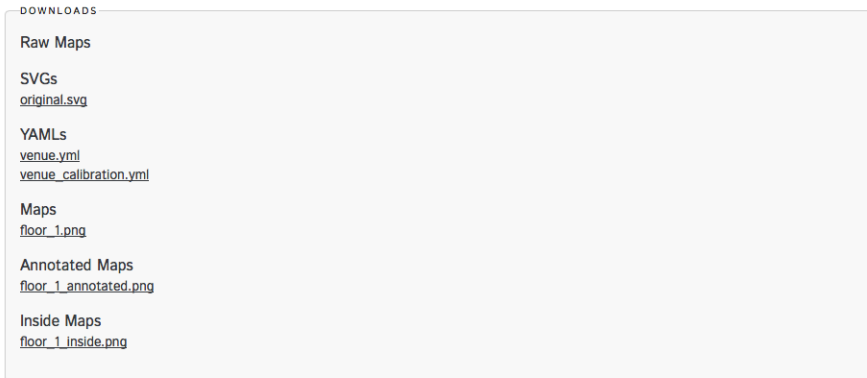 DOWNLOADS
Raw Maps
SVGs
original.svg
YAMLs
venue.yml
venue_calibration.yml
Maps
floor_1.png
Annotated Maps
floor_1_annotated.png
Inside Maps
floor_1_inside.png